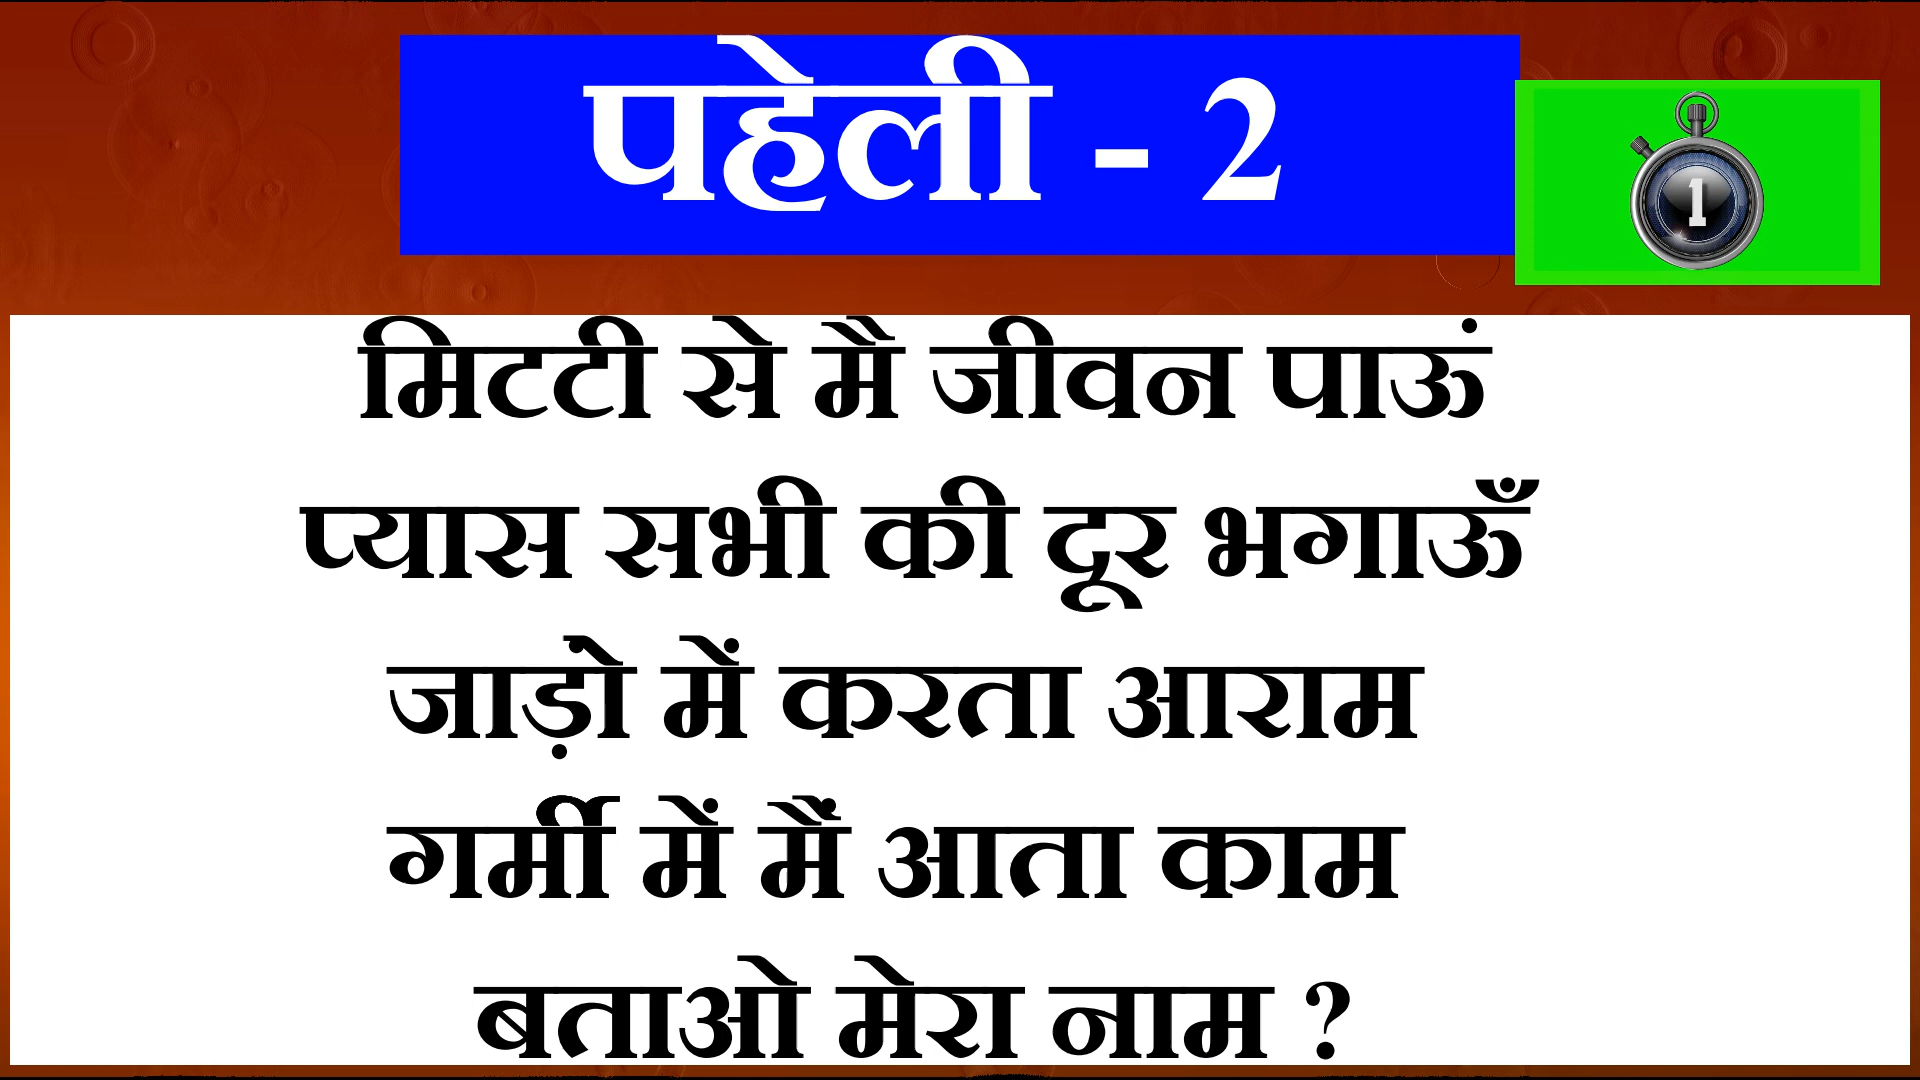 पहेली - 2
1
मिटटी से मै जीवन पाऊं
प्यास सभी की दूर भगाऊँ
जाड़ो में करता आराम
गर्मी में मैं आता काम
बताओ मेरा नाम ?